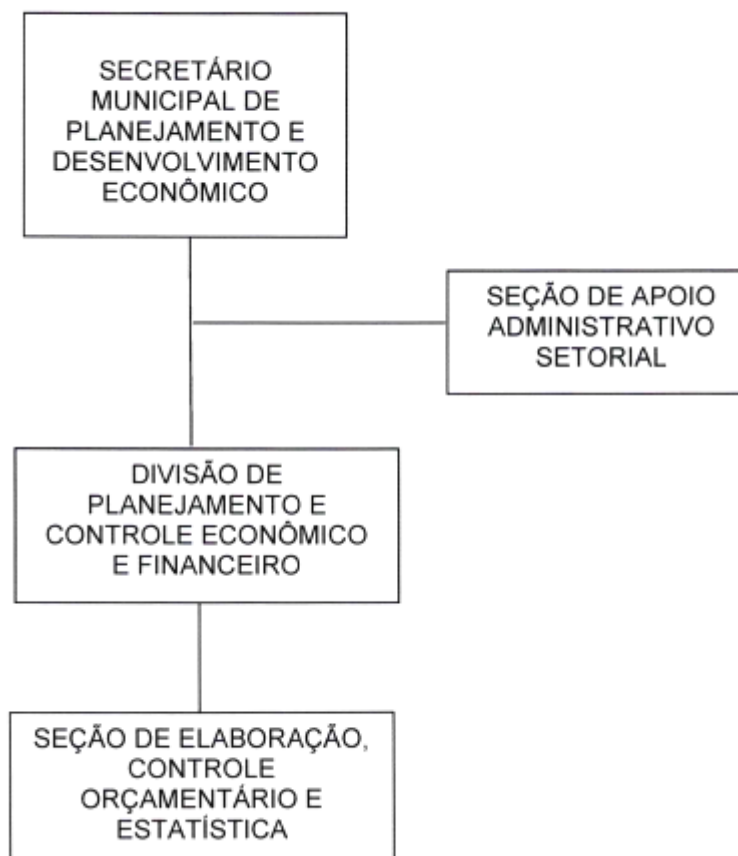 SECRETÁRIO
MUNICIPAL DE
PLANEJAMENTO E
DESENVOLVIMENTO
ECONÔMICO
SEÇÃO DE APOIO
ADMINISTRATIVO
SETORIAL
DIVISÃO DE
PLANEJAMENTO E
CONTROLE ECONÔMICO
E FINANCEIRO
SEÇÃO DE ELABORAÇÃO,
CONTROLE
ORÇAMENTÁRIO E
ESTATÍSTICA